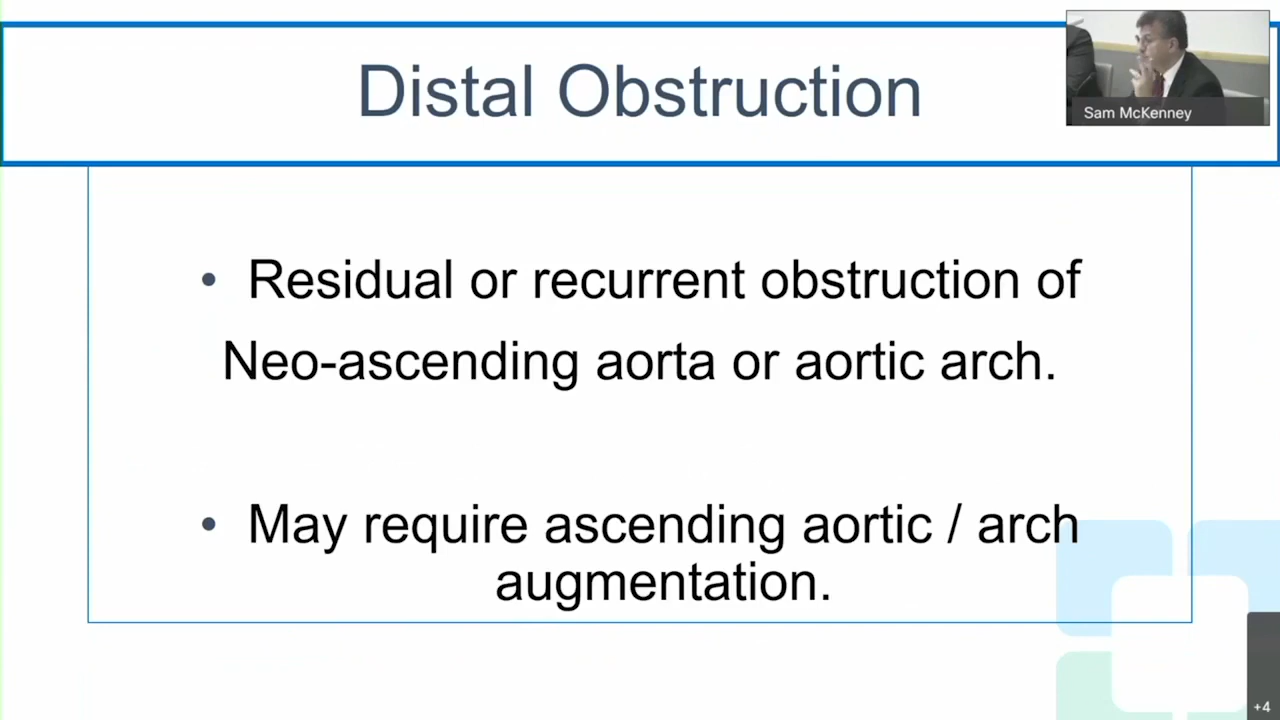 Distal Obstruction
Sam McKenney
• Residual or recurrent obstruction of
Neo-ascending aorta or aortic arch.
• May require ascending aortic / arch
augmentation.
+4